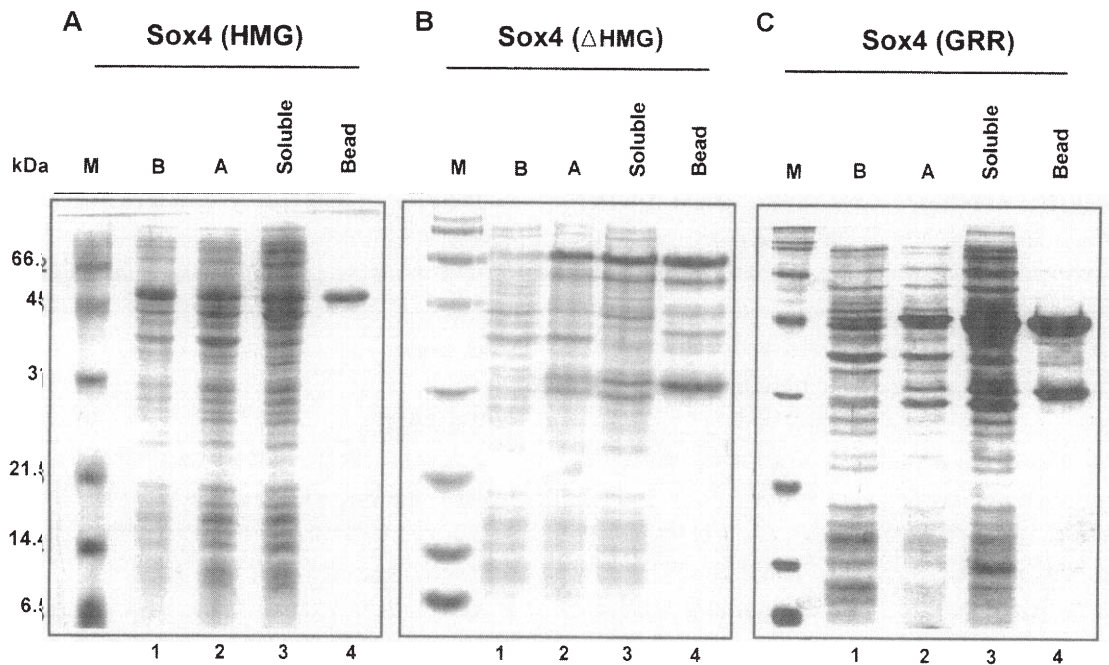 A
Sox4 (HMG)
B
Sox4 (△HMG)
C
Sox4 (GRR)
kDa
M
B
A
Soluble
Bead
M
B
A
Soluble
Bead
M
B
A
Soluble
Bead
66.2
45
31
21.5
14.4
6.5
1
2
3
4
1
2
3
4
1
2
3
4